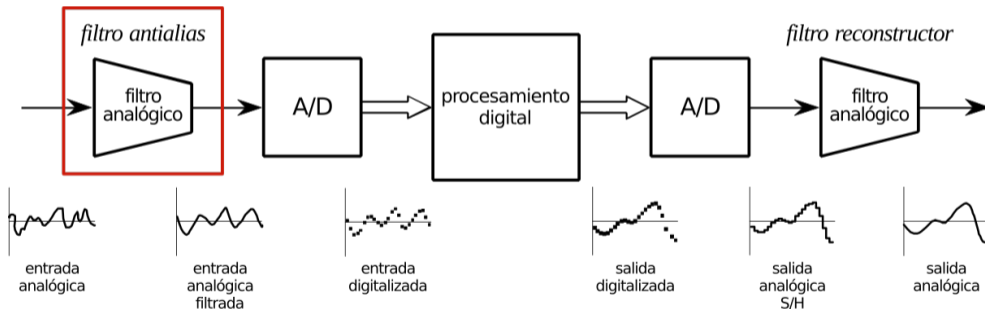 filtro antialias
filtro reconstructor
filtro
analógico
A/D
procesamiento
digital
A/D
filtro
analógico
entrada
analógica
entrada
analógica
filtrada
entrada
digitalizada
salida
digitalizada
salida
analógica
S/H
salida
analógica